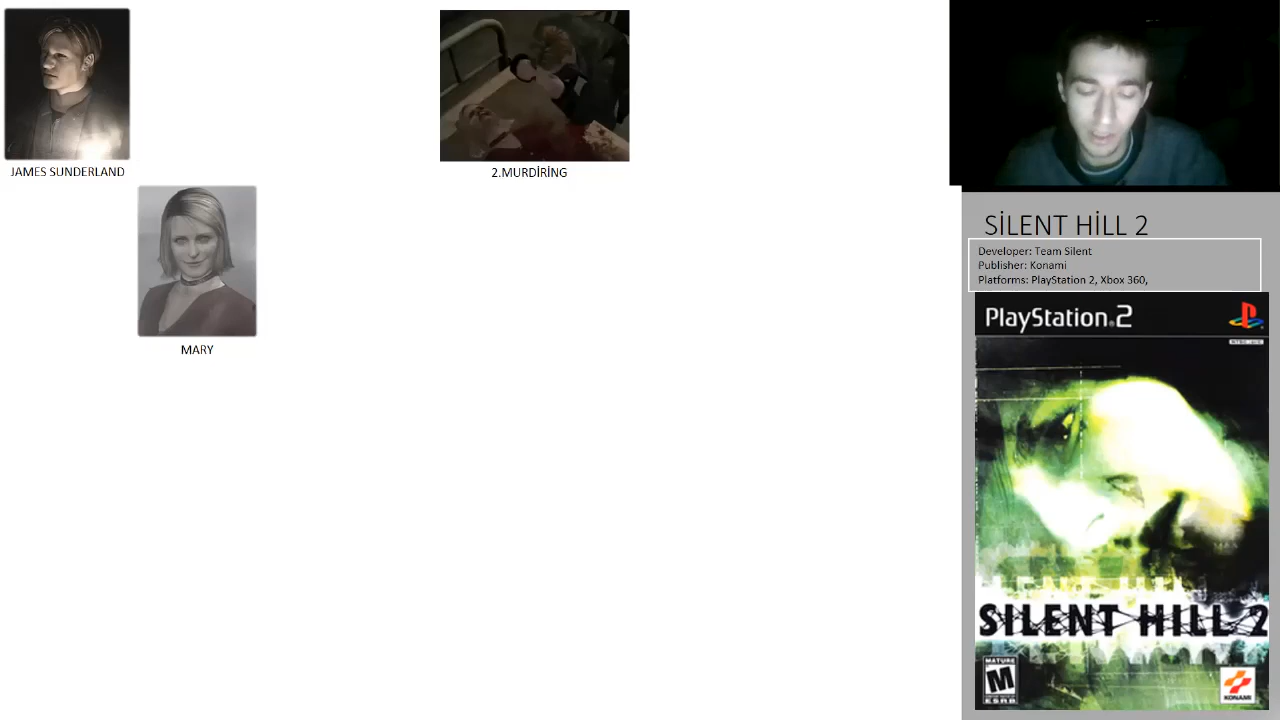 JAMES SUNDERLAND
MARY
2.MURDİRİNG
SİLENT HİLL 2
Developer: Team Silent
Publisher: Konami
Platforms: PlayStation 2, Xbox 360,
PlayStation.2
SILENT HILL 2
MATURE
M
ESRB
KONAMI